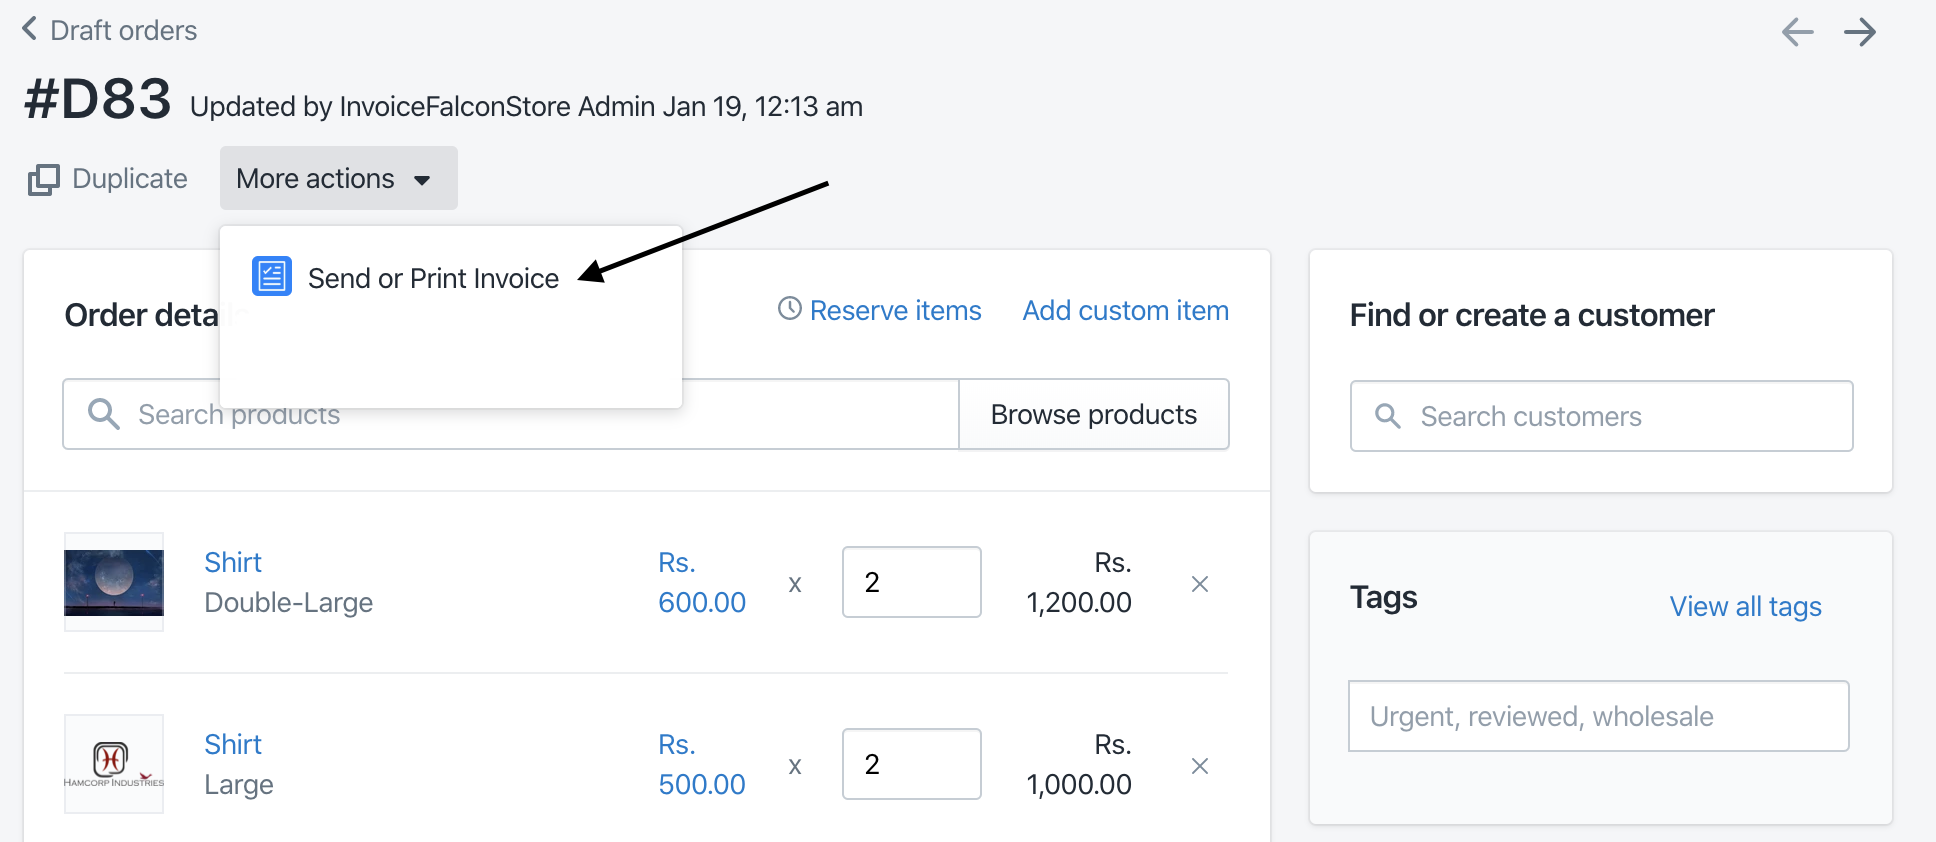 Draft orders
#D83 Updated by InvoiceFalconStore Admin Jan 19, 12:13 am
Duplicate
More actions
Send or Print Invoice
Order deta
Reserve items
Add custom item
Search products
Browse products
Shirt
Double-Large
Rs.
600.00
x
2
Rs.
1,200.00
HAMCORP INDUSTRIES
Shirt
Large
Rs.
500.00
x
2
Rs.
1,000.00
Find or create a customer
Search customers
Tags
View all tags
Urgent, reviewed, wholesale